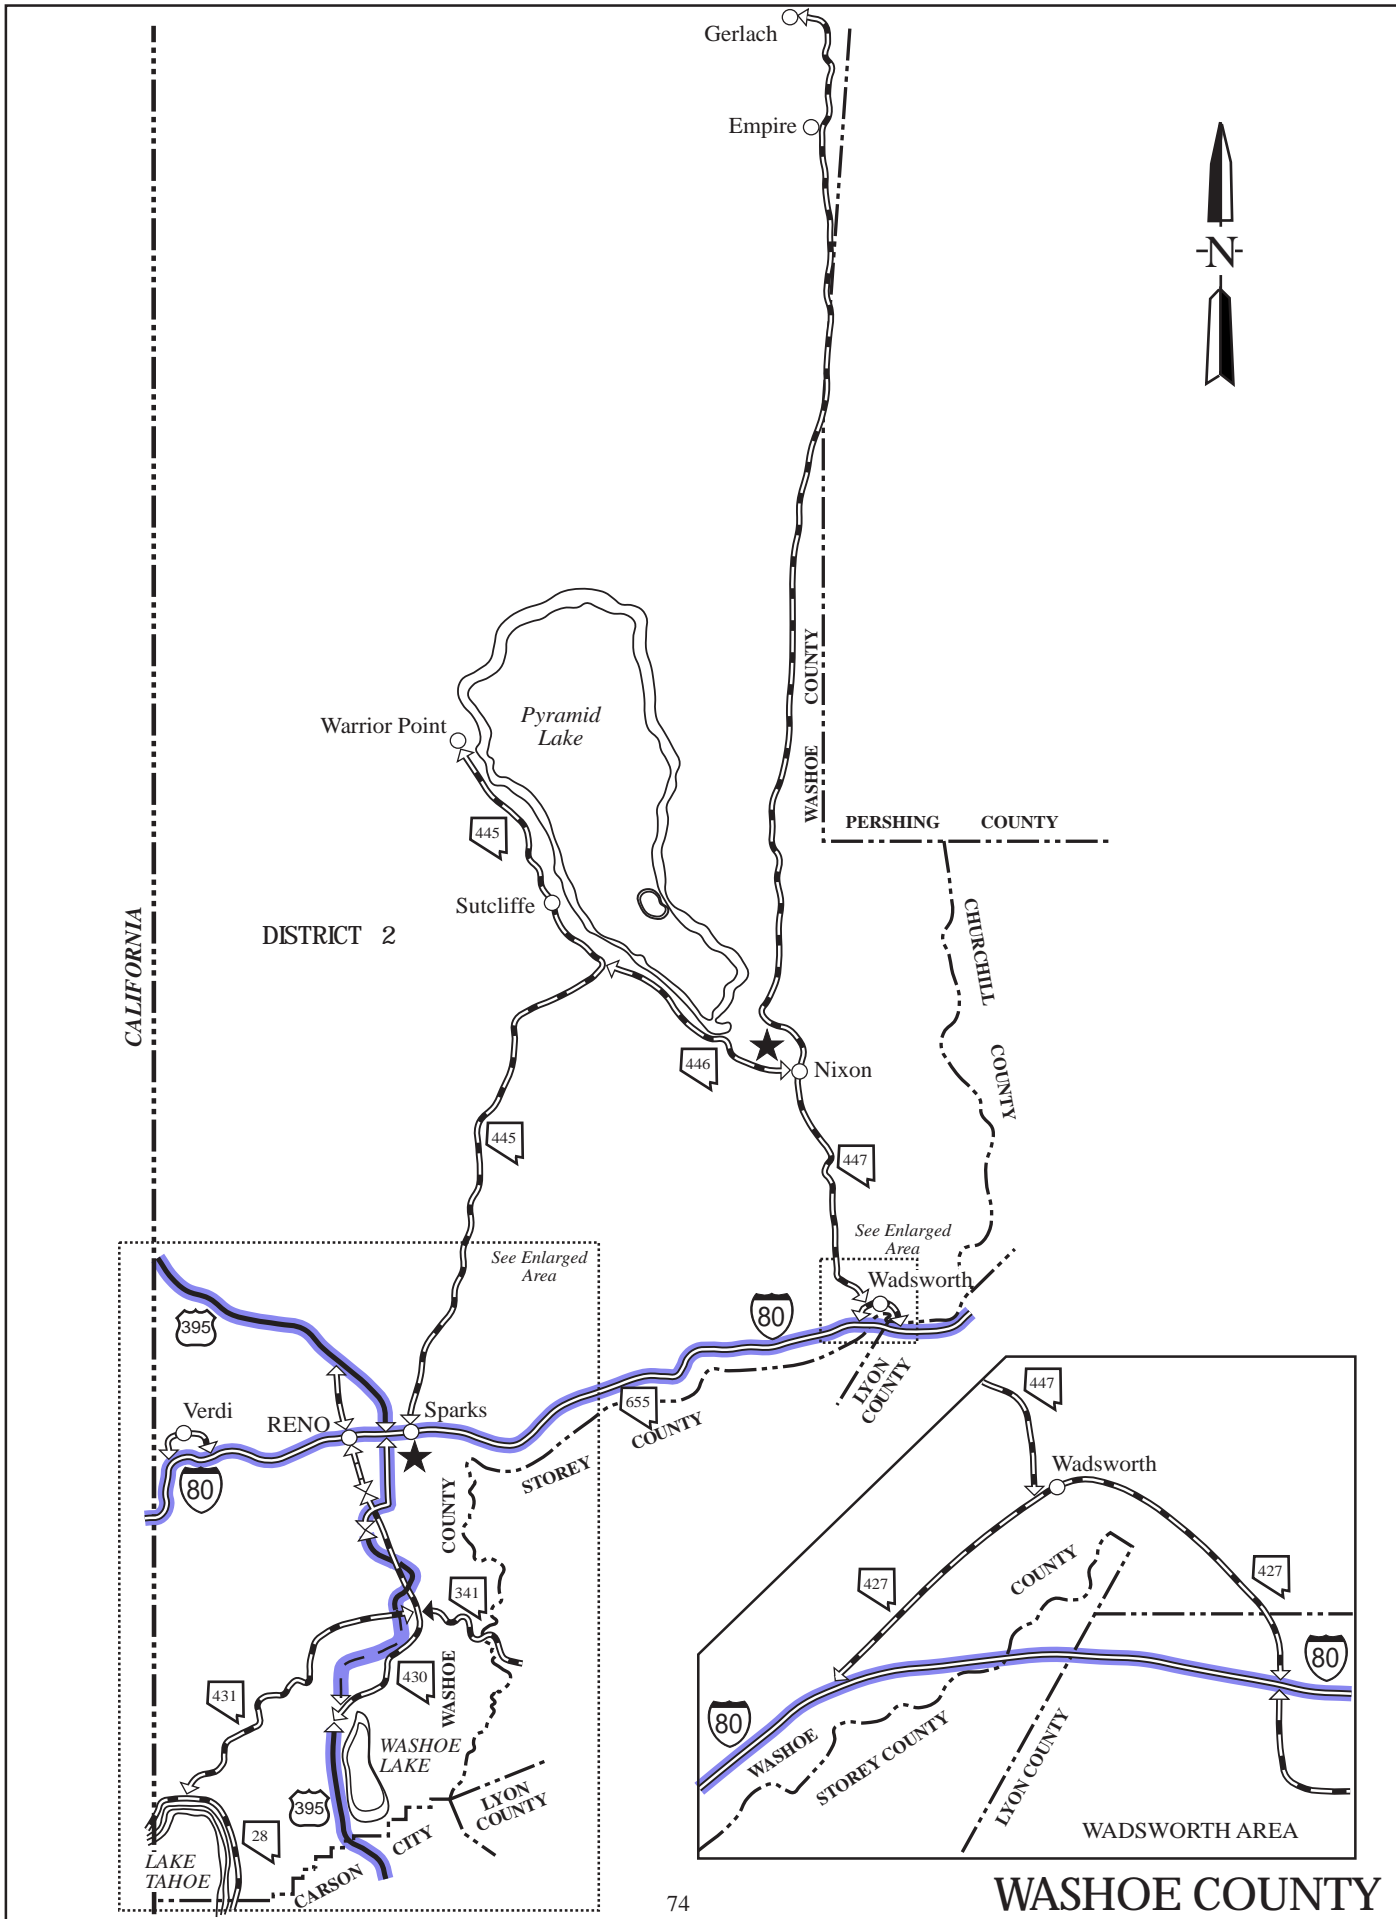 Gerlach
Empire
N
Pyramid
Lake
Warrior Point
WASHOE COUNTY
PERSHING COUNTY
445
Sutcliffe
CHURCHILL COUNTY
DISTRICT 2
CALIFORNIA
446
Nixon
445
447
See Enlarged
Area
See Enlarged
Area
Wadsworth
80
395
LYON
COUNTY
655
Verdi
RENO
Sparks
STOREY COUNTY
80
WASHOE COUNTY
341
430
431
WASHOE
LAKE
395
28
LAKE
TAHOE
LYON
COUNTY
CARSON CITY
447
Wadsworth
427
427
COUNTY
80
80
WASHOE
STOREY COUNTY
LYON COUNTY
WADSWORTH AREA
74
WASHOE COUNTY